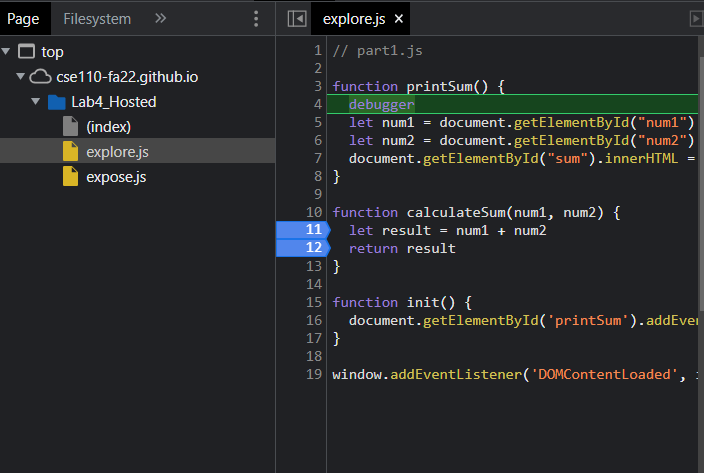 Page Filesystem »
top
cse110-fa22.github.io
Lab4_Hosted
(index)
explore.js
expose.js
explore.js ×
1 // part1.js
2
3 function printSum() {
4 debugger
5 let num1 = document.getElementById("num1")
6 let num2 = document.getElementById("num2")
7 document.getElementById("sum").innerHTML =
8 }
9
10 function calculateSum(num1, num2) {
11 let result = num1 + num2
12 return result
13 }
14
15 function init() {
16 document.getElementById('printSum').addEven
17 }
18
19 window.addEventListener('DOMContentLoaded',